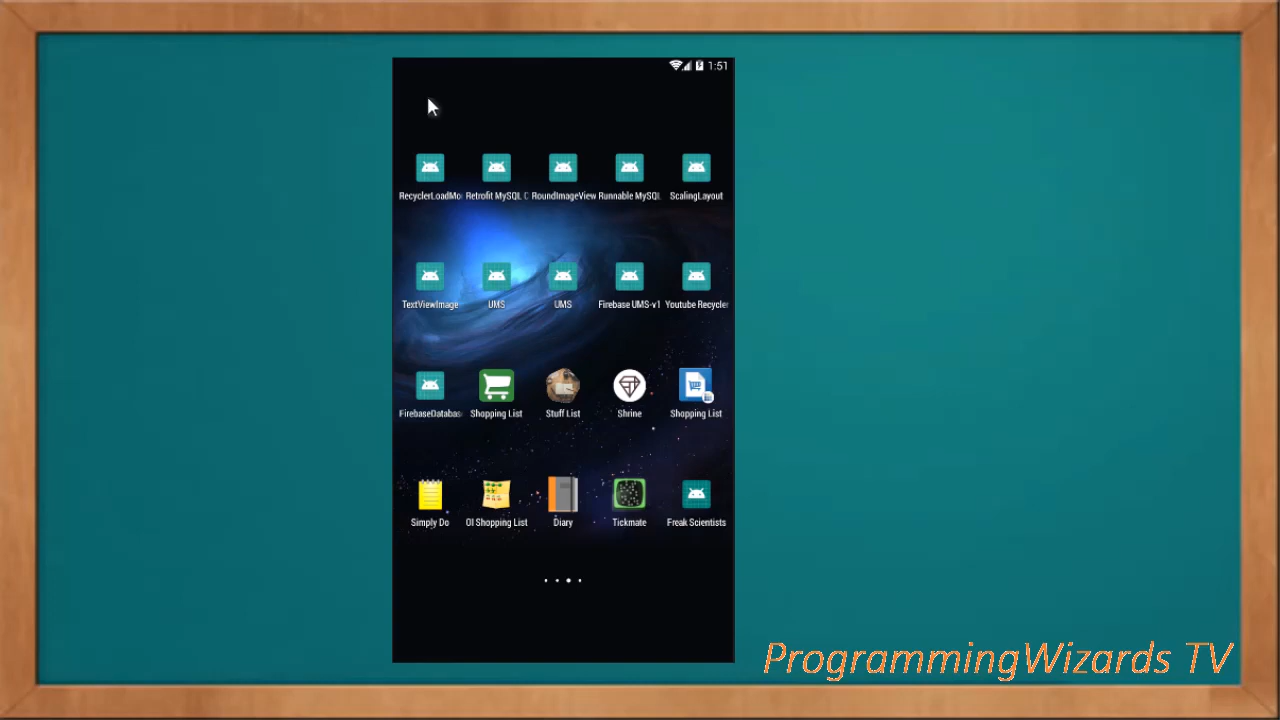 1:51
RecyclerLoadMo Retrofit MySQL C RoundImageView Runnable MySQL ScalingLayout
TextViewImage UMS UMS Firebase UMS-v1 Youtube Recycler
FirebaseDatabas Shopping List Stuff List Shrine Shopping List
Simply Do OI Shopping List Diary Tickmate Freak Scientists
ProgrammingWizards TV